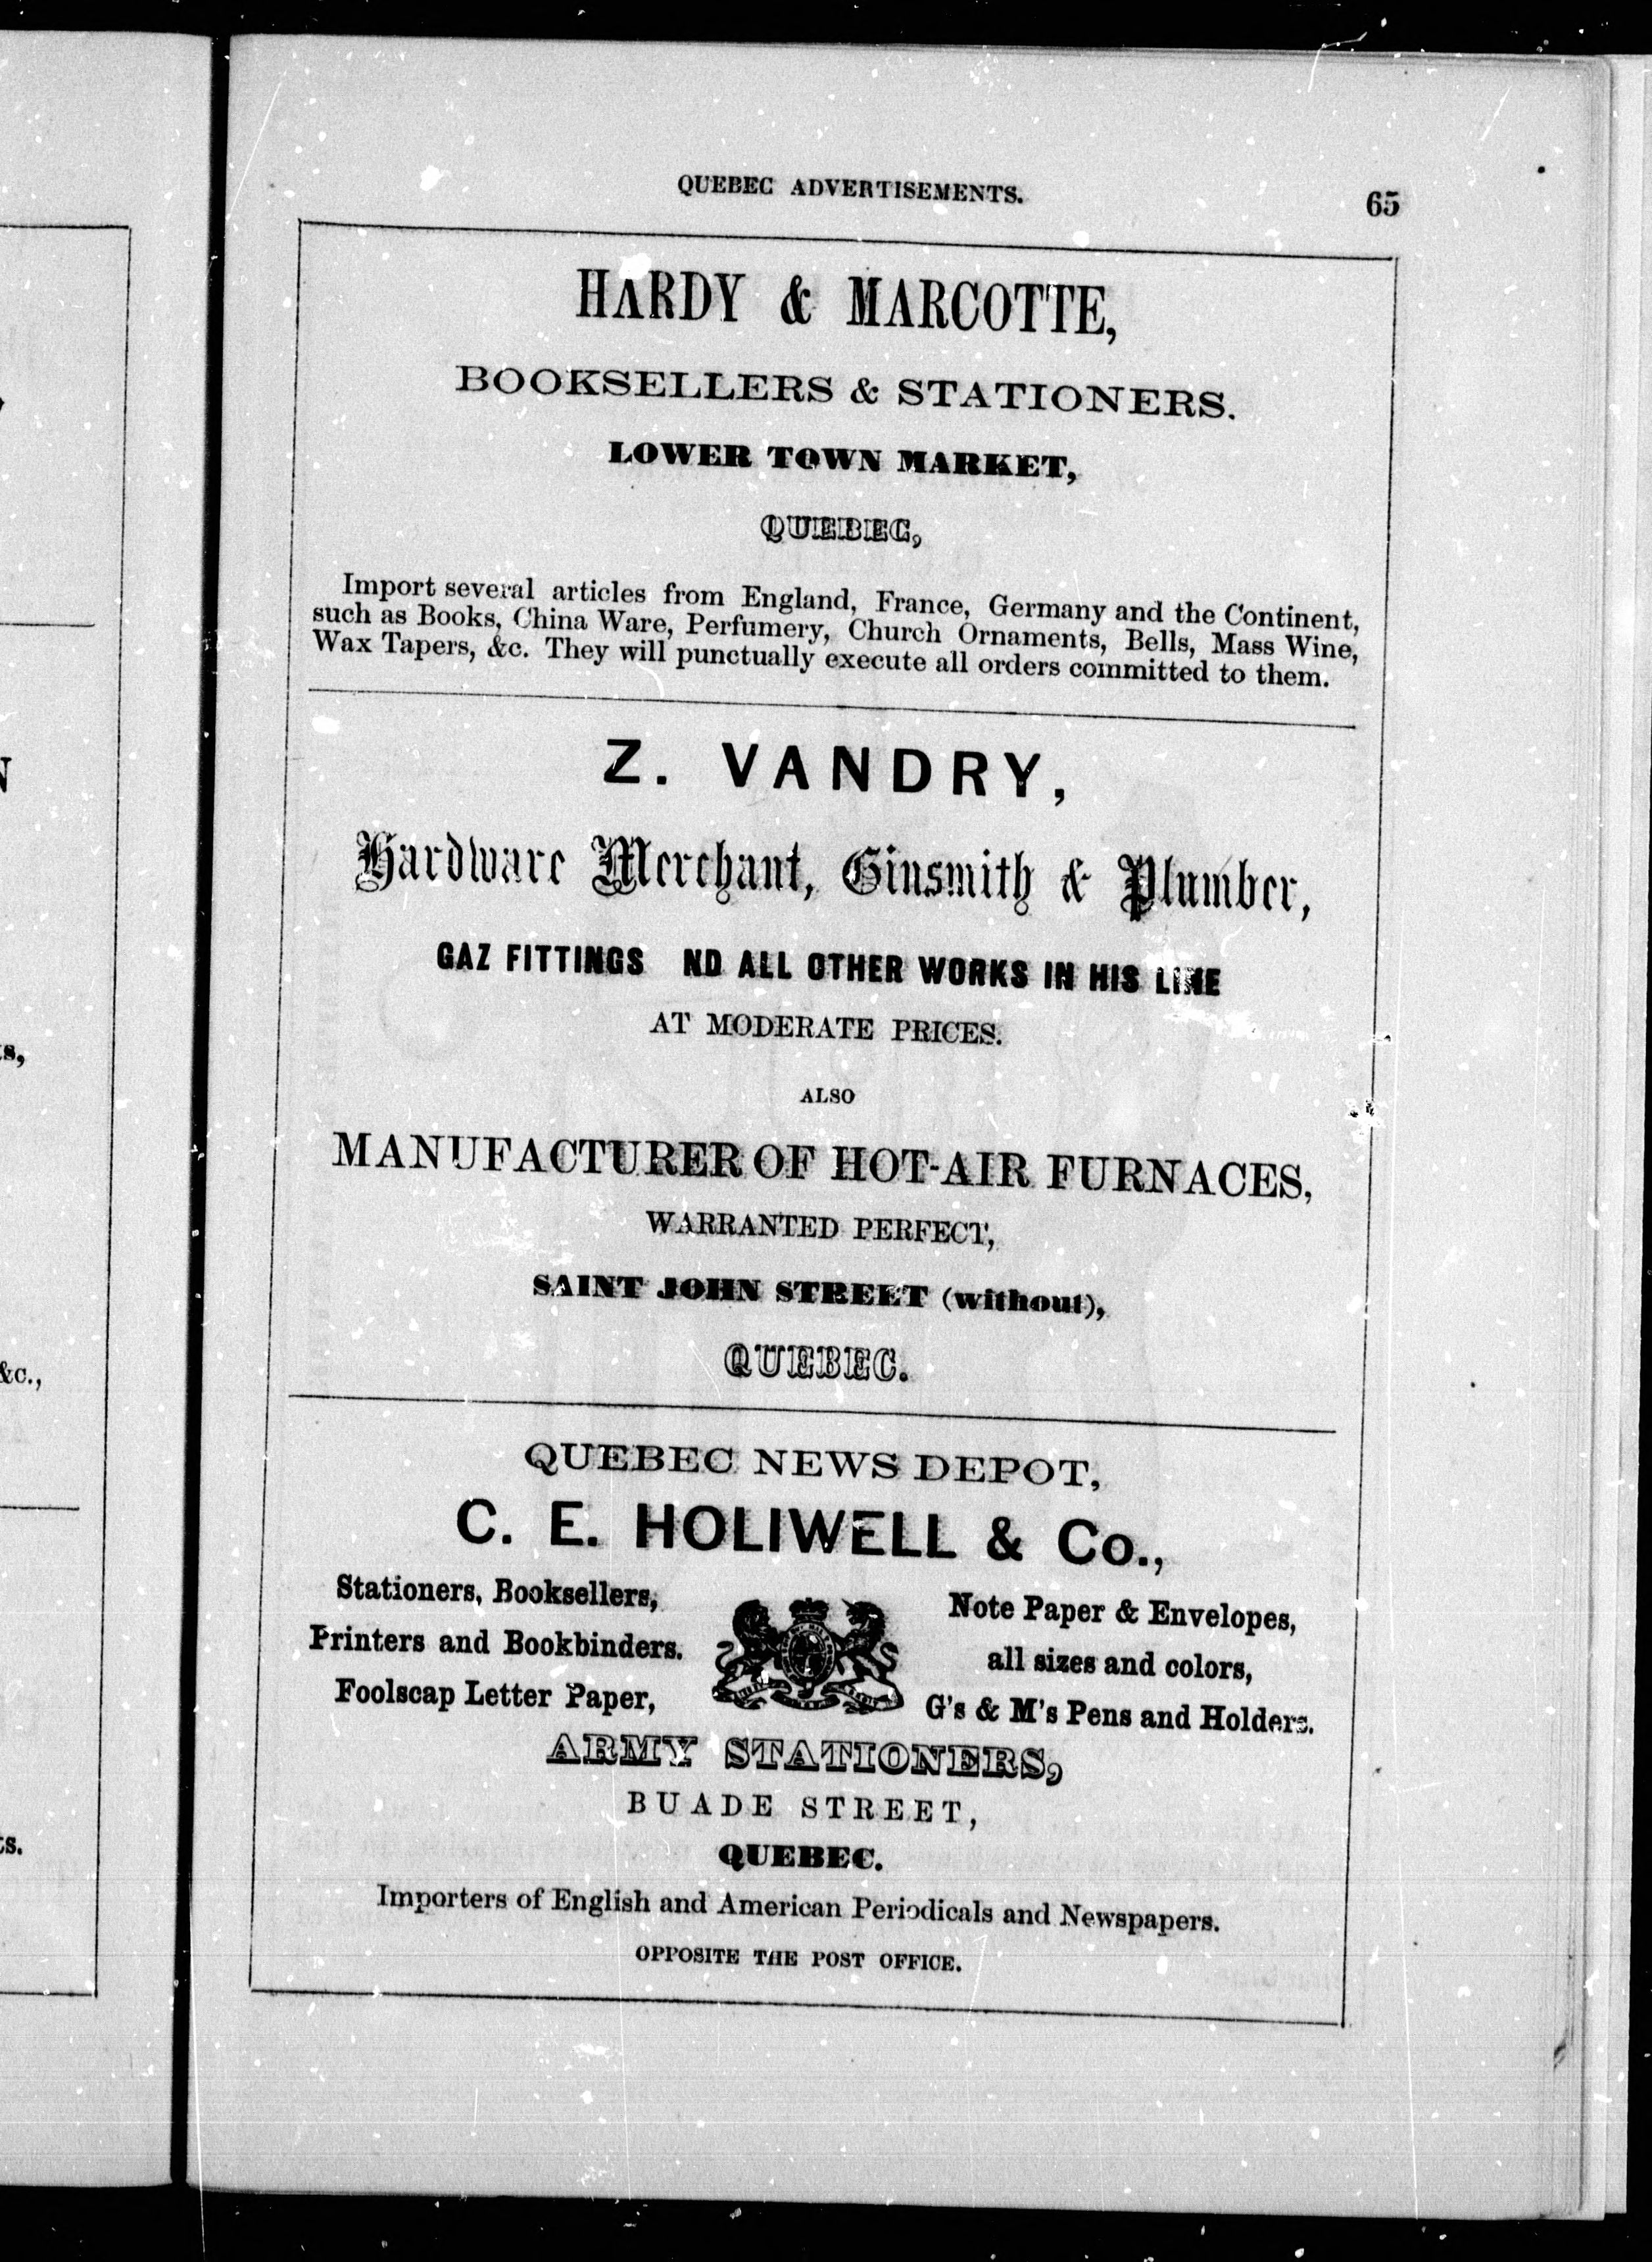 QUEBEC ADVERTISEMENTS.
65
HARDY & MARCOTTE,
BOOKSELLERS & STATIONERS.
LOWER TOWN MARKET,
QUEBEC,
Import several articles from England, France, Germany and the Continent,
such as Books, China Ware, Perfumery, Church Ornaments, Bells, Mass Wine,
Wax Tapers, &c. They will punctually execute all orders committed to them.
Z. VANDRY,
Hardware Merchant, Ginsmith & Plumber,
GAZ FITTINGS ND ALL OTHER WORKS IN HIS LINE
AT MODERATE PRICES.
ALSO
MANUFACTURER OF HOT-AIR FURNACES,
WARRANTED PERFECT,
SAINT JOHN STREET (without),
QUEBEC.
QUEBEC NEWS DEPOT,
C. E. HOLIWELL & Co.,
Stationers, Booksellers,
Printers and Bookbinders.
Foolscap Letter Paper,
Note Paper & Envelopes,
all sizes and colors,
G's & M's Pens and Holders.
ARMY STATIONERS,
BUADE STREET,
QUEBEC.
Importers of English and American Periodicals and Newspapers.
OPPOSITE THE POST OFFICE.
&c.,